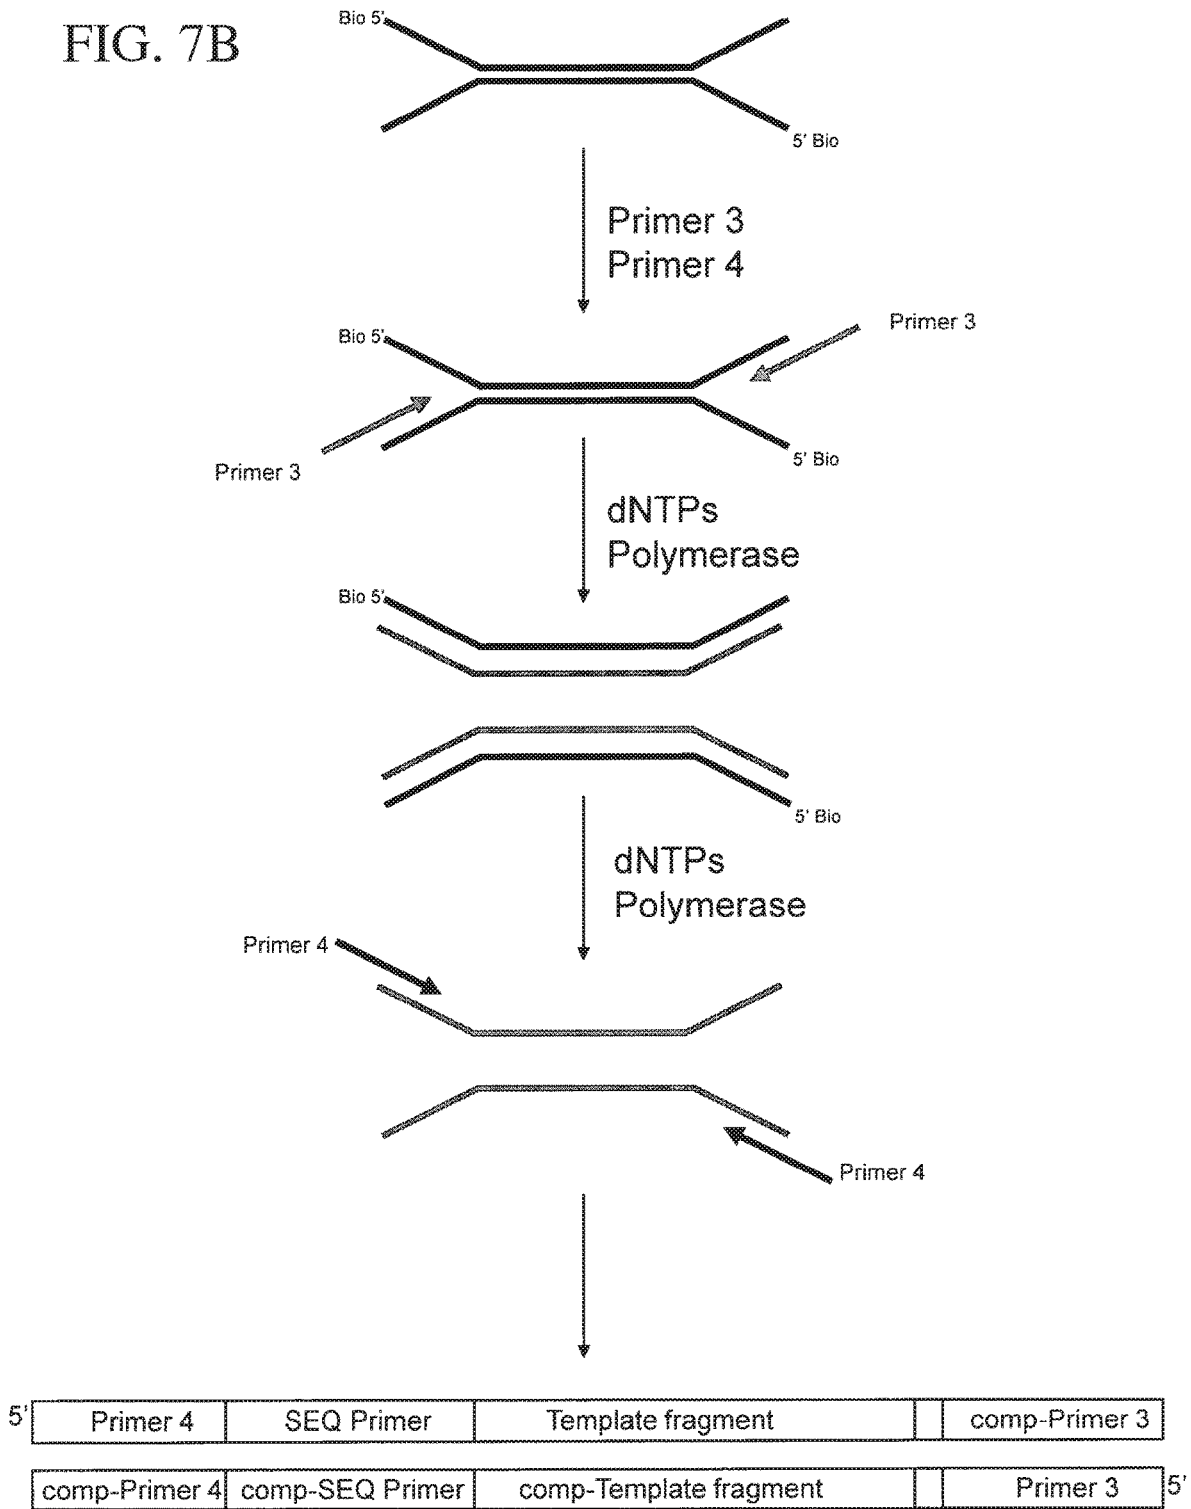 FIG. 7B
Bio 5'
5' Bio
Primer 3
Primer 4
Bio 5'
Primer 3
Primer 3
5' Bio
dNTPs
Polymerase
Bio 5'
5' Bio
dNTPs
Polymerase
Primer 4
Primer 4
5' Primer 4 SEQ Primer Template fragment comp-Primer 3
comp-Primer 4 comp-SEQ Primer comp-Template fragment Primer 3 5'